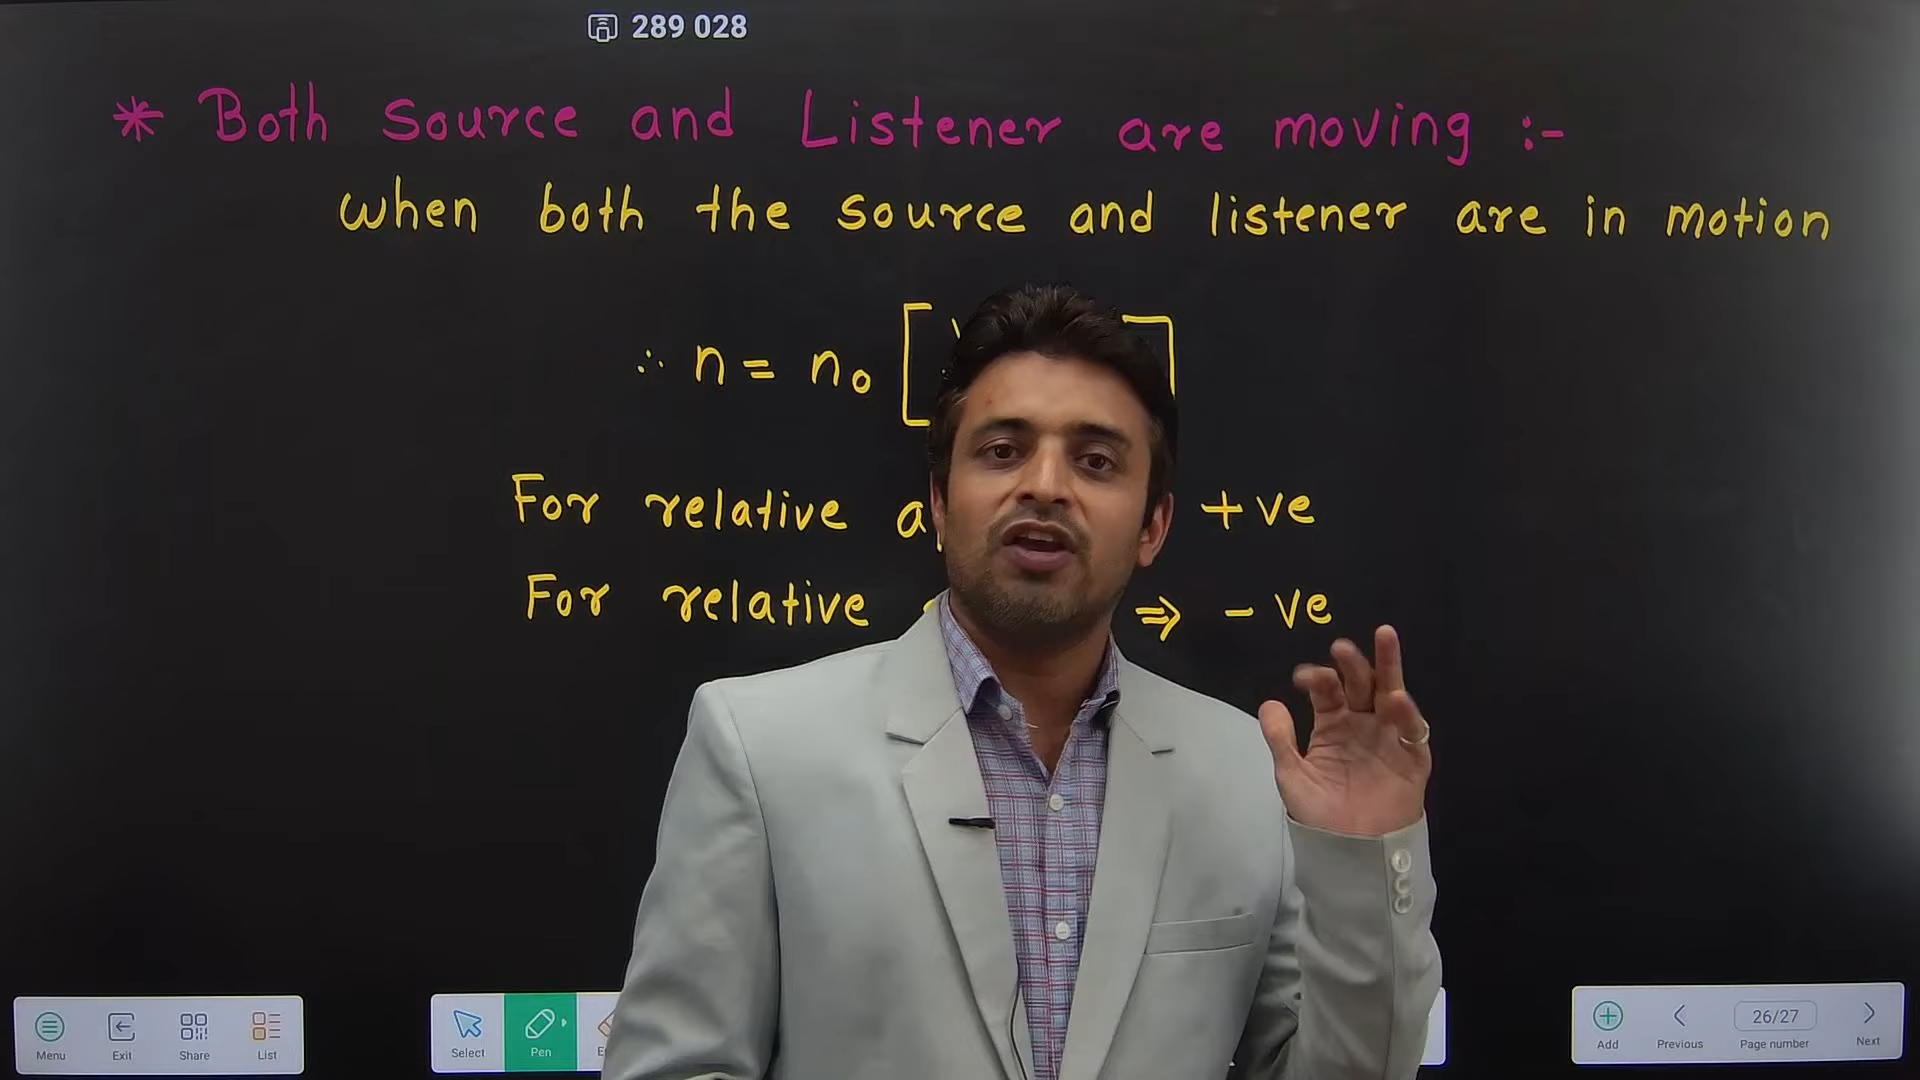 289 028
* Both source and Listener are moving :-
when both the source and listener are in motion
∴ n = n₀ [ ]
For relative +ve
For relative ⇒ - ve
Menu Exit Share List Select Pen Add Previous 26/27 Page number Next